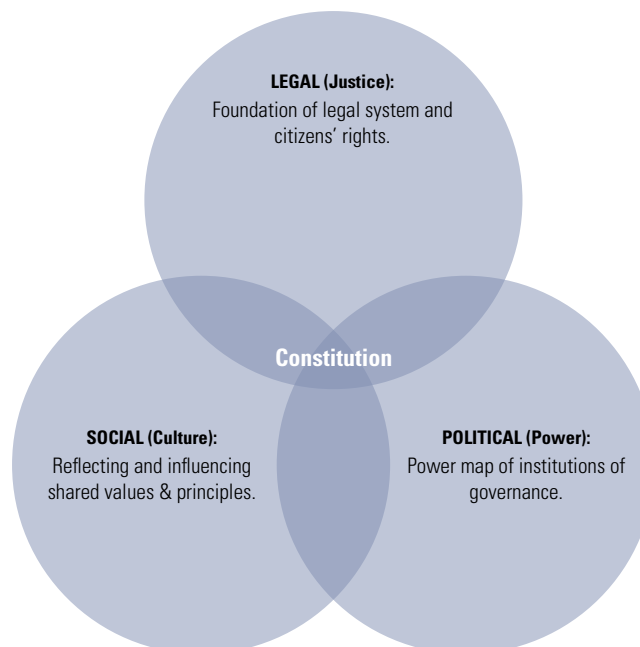 LEGAL (Justice):
Foundation of legal system and
citizens’ rights.
Constitution
SOCIAL (Culture):
Reflecting and influencing
shared values & principles.
POLITICAL (Power):
Power map of institutions of
governance.